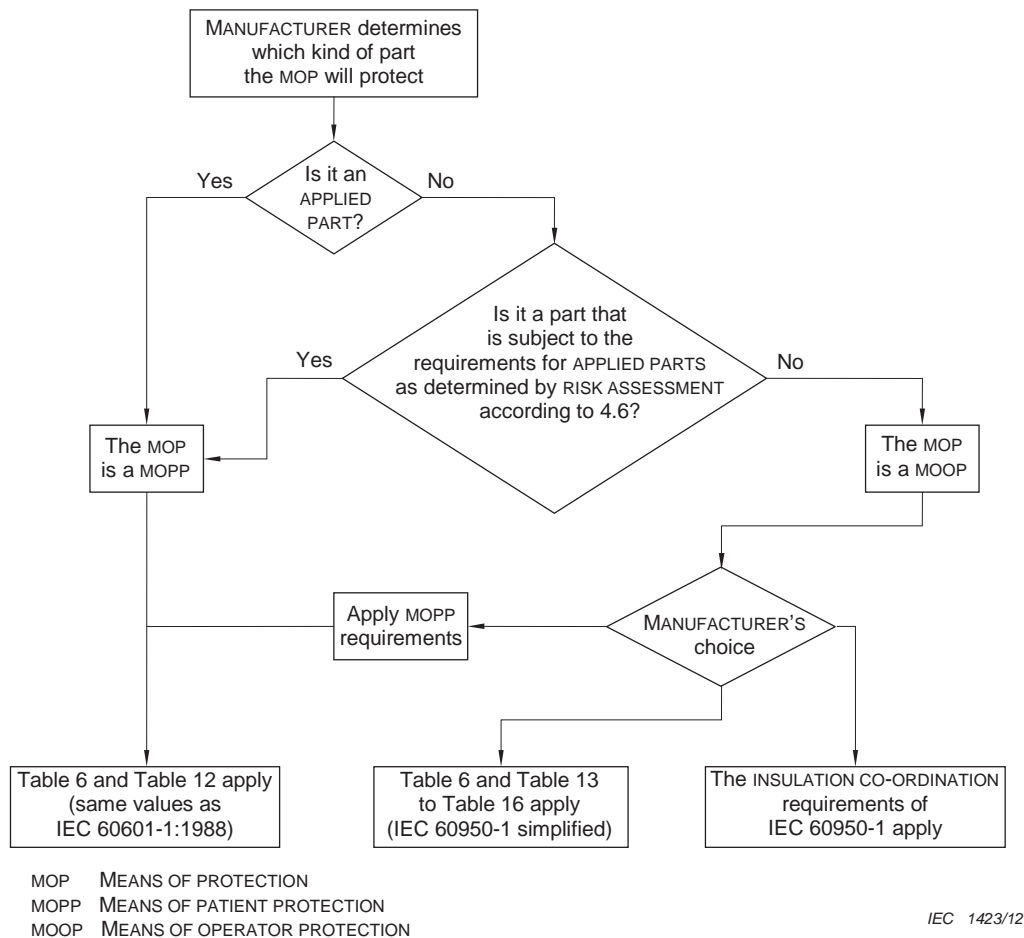 MANUFACTURER determines
which kind of part
the MOP will protect
Is it an
APPLIED
PART?
Yes
No
Is it a part that
is subject to the
requirements for APPLIED PARTS
as determined by RISK ASSESSMENT
according to 4.6?
Yes
No
The MOP
is a MOPP
The MOP
is a MOOP
Apply MOPP
requirements
MANUFACTURER'S
choice
Table 6 and Table 12 apply
(same values as
IEC 60601-1:1988)
Table 6 and Table 13
to Table 16 apply
(IEC 60950-1 simplified)
The INSULATION CO-ORDINATION
requirements of
IEC 60950-1 apply
MOP MEANS OF PROTECTION
MOPP MEANS OF PATIENT PROTECTION
MOOP MEANS OF OPERATOR PROTECTION
IEC 1423/12